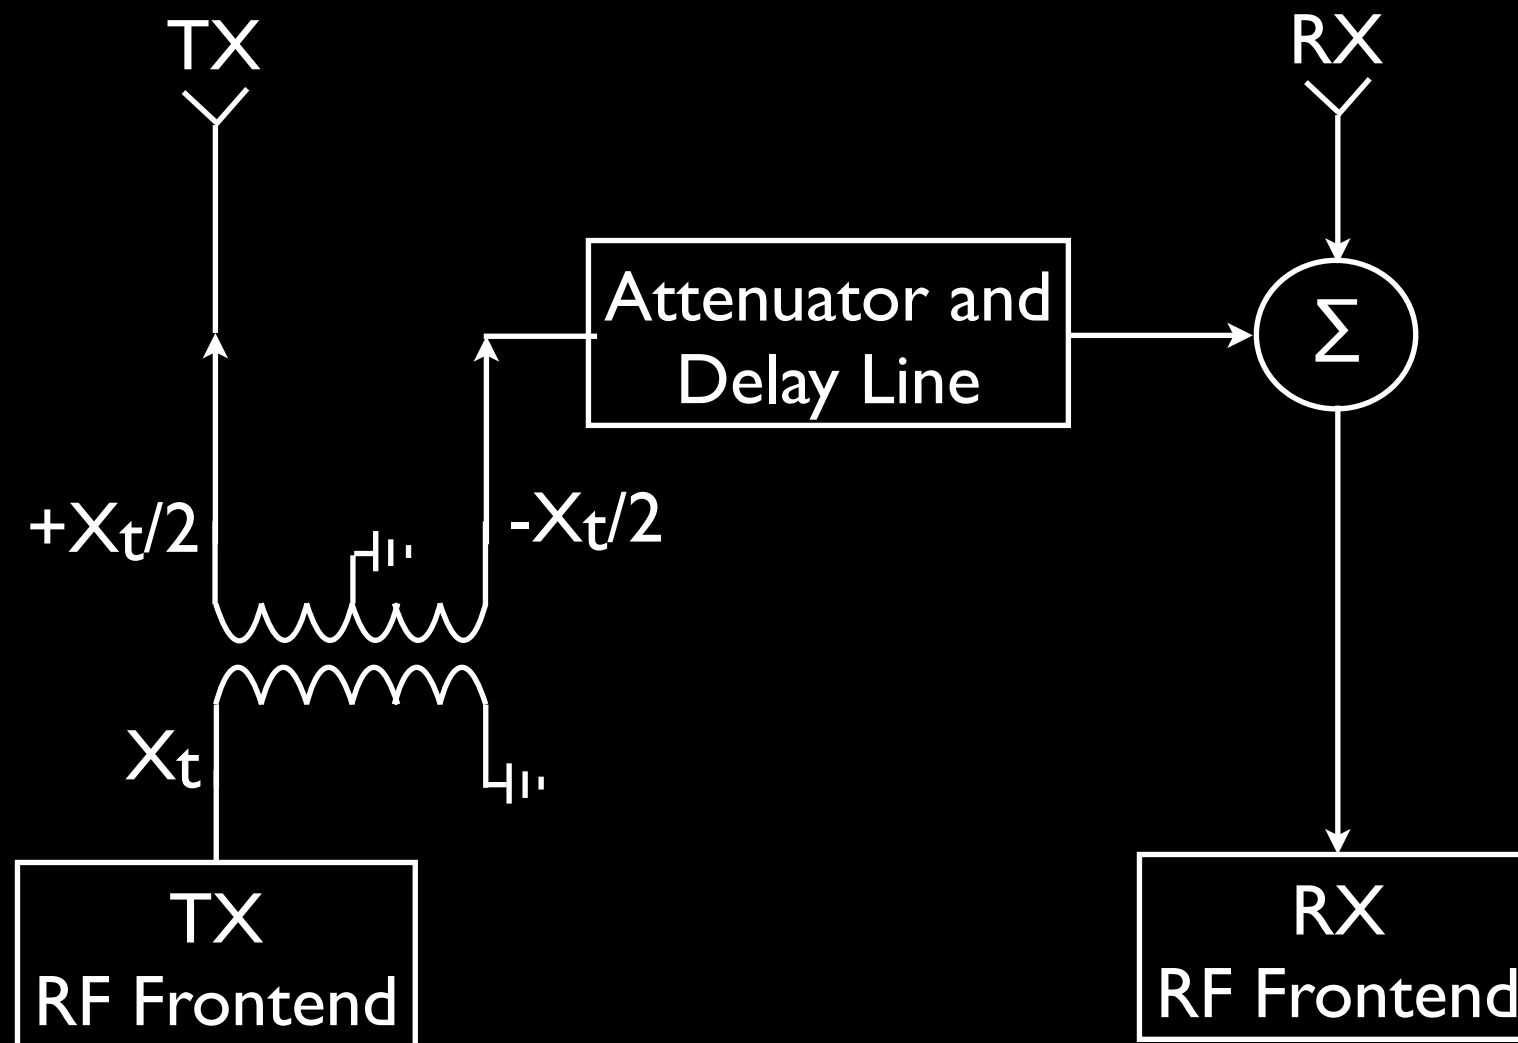 TX
RX
Attenuator and
Delay Line
Σ
+Xt/2
-Xt/2
Xt
TX
RF Frontend
RX
RF Frontend